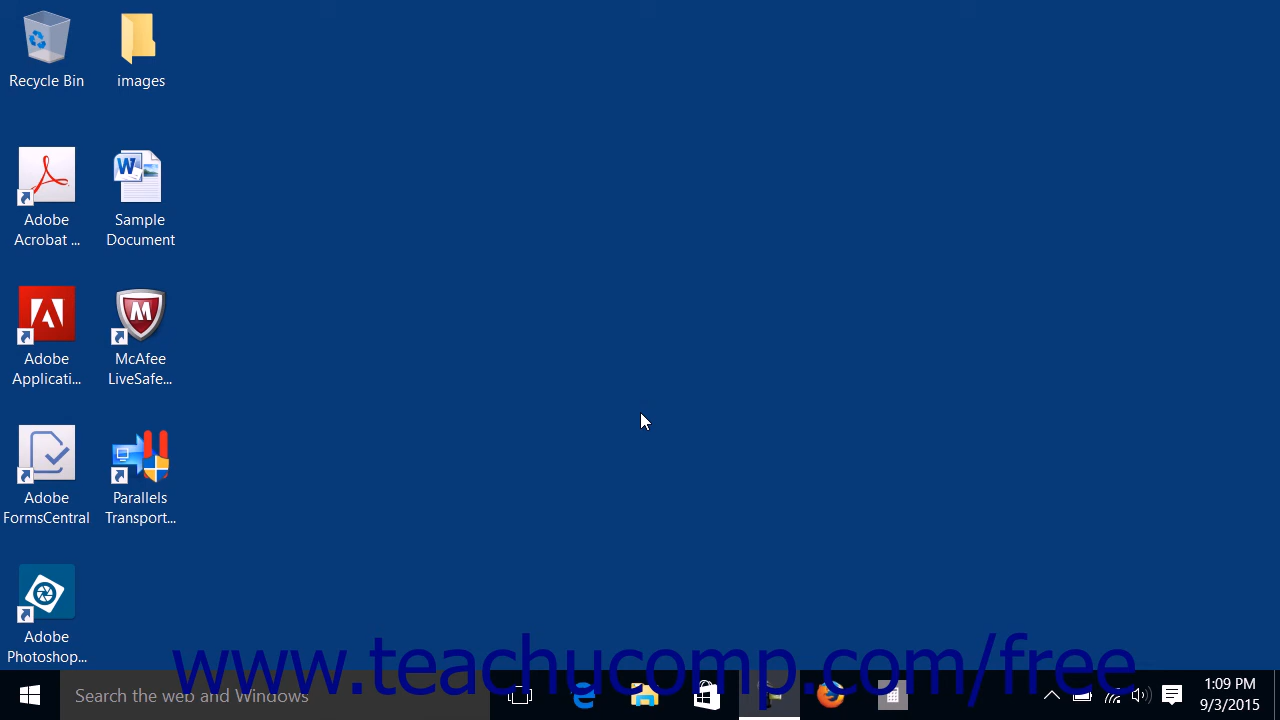 Recycle Bin
images
Adobe
Acrobat ...
Sample
Document
Adobe
Applicati...
McAfee
LiveSafe...
Adobe
FormsCentral
Parallels
Transport...
Adobe
Photoshop...
www.teachucomp.com/free
Search the web and Windows
1:09 PM
9/3/2015